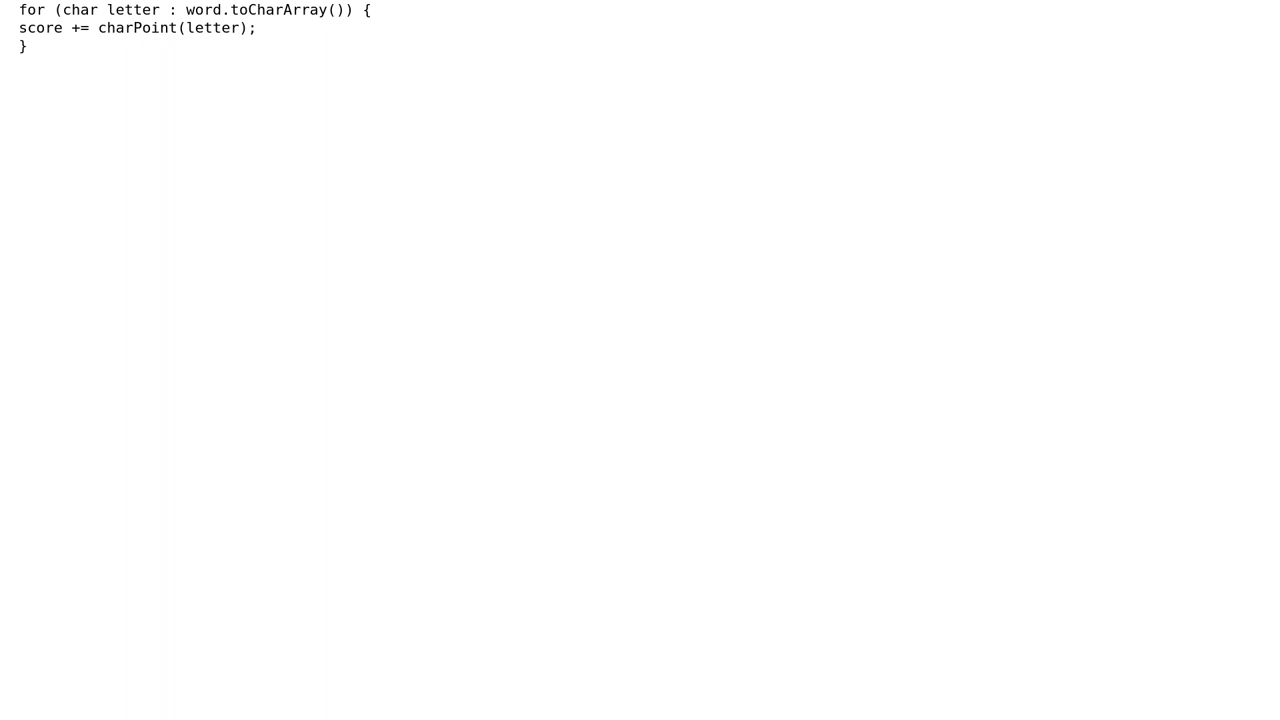 for (char letter : word.toCharArray()) {
score += charPoint(letter);
}